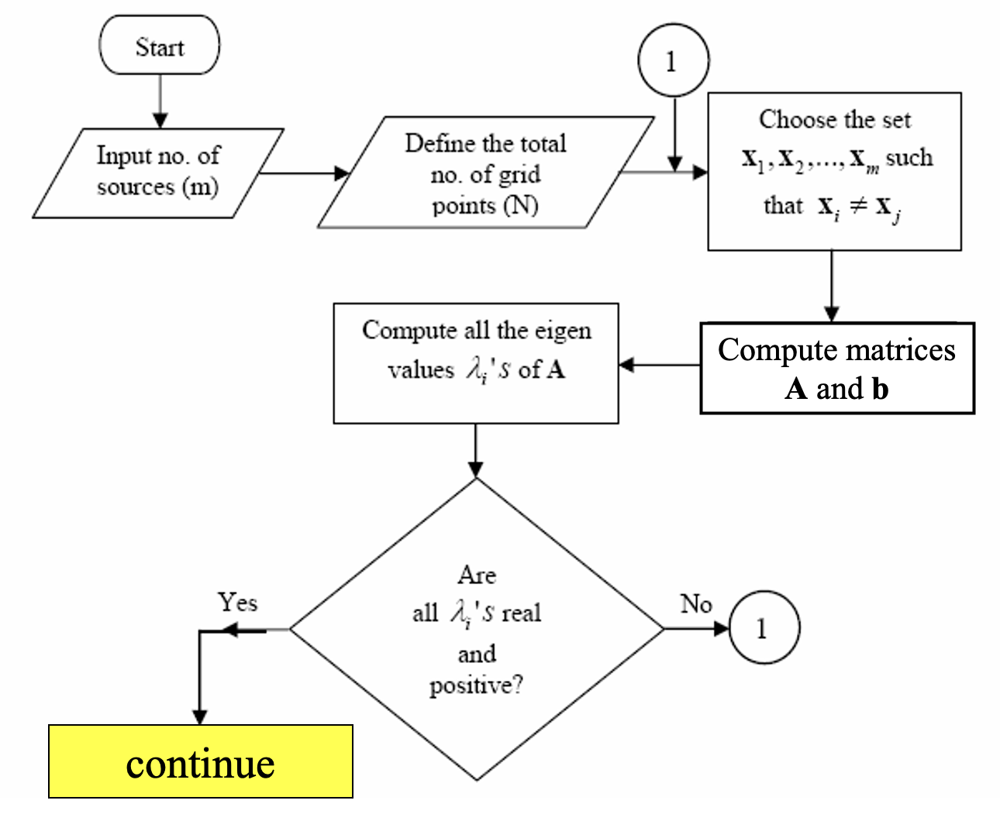 Start
Input no. of
sources (m)
Define the total
no. of grid
points (N)
1
Choose the set
x₁, x₂,..., xₘ such
that xᵢ ≠ xⱼ
Compute matrices
A and b
Compute all the eigen
values λᵢ's of A
Are
all λᵢ's real
and
positive?
Yes
No
1
continue